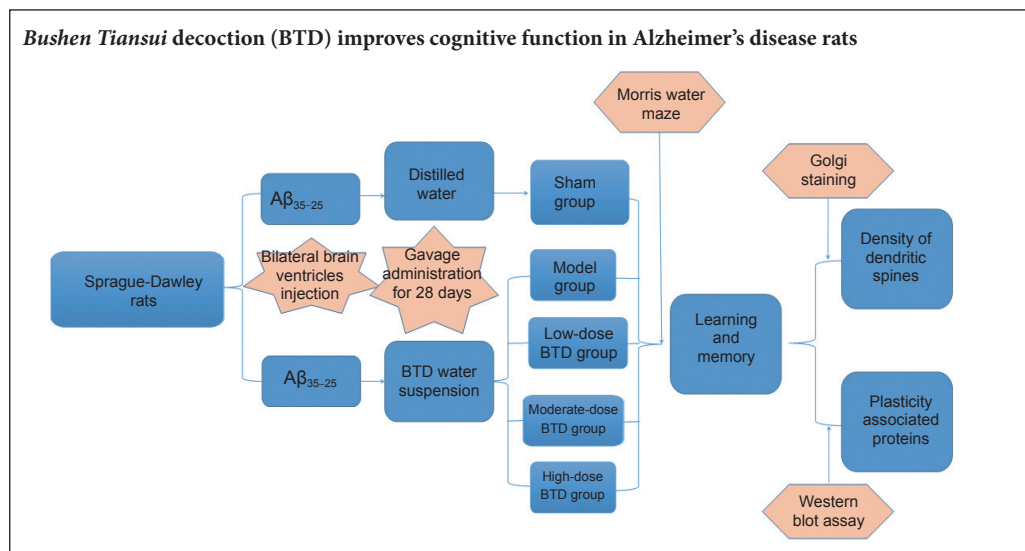 Bushen Tiansui decoction (BTD) improves cognitive function in Alzheimer's disease rats
Morris water
maze
Golgi
staining
Aβ35–25
Distilled
water
Sham
group
Density of
dendritic
spines
Sprague-Dawley
rats
Bilateral brain
ventricles
injection
Gavage
administration
for 28 days
Model
group
Low-dose
BTD group
Learning
and
memory
Aβ35–25
BTD water
suspension
Moderate-dose
BTD group
High-dose
BTD group
Plasticity
associated
proteins
Western
blot assay